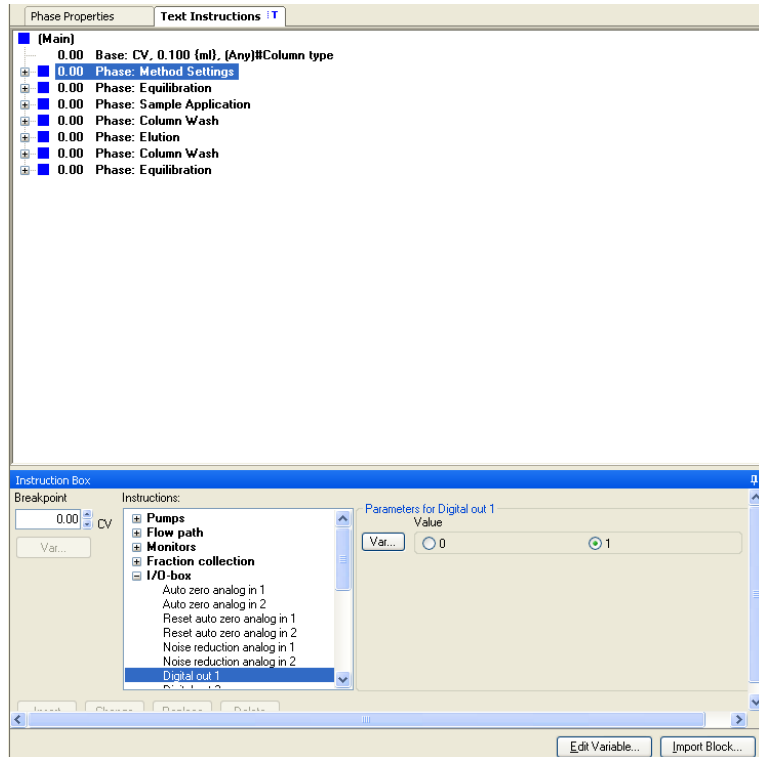 Phase Properties
Text Instructions T
(Main)
0.00 Base: CV, 0.100 {ml}, (Any)#Column type
0.00 Phase: Method Settings
0.00 Phase: Equilibration
0.00 Phase: Sample Application
0.00 Phase: Column Wash
0.00 Phase: Elution
0.00 Phase: Column Wash
0.00 Phase: Equilibration
Instruction Box
Breakpoint
0.00 CV
Var...
Instructions:
Pumps
Flow path
Monitors
Fraction collection
I/O-box
Auto zero analog in 1
Auto zero analog in 2
Reset auto zero analog in 1
Reset auto zero analog in 2
Noise reduction analog in 1
Noise reduction analog in 2
Digital out 1
Parameters for Digital out 1
Value
Var... 0 1
Insert Change Replace Delete
Edit Variable... Import Block...